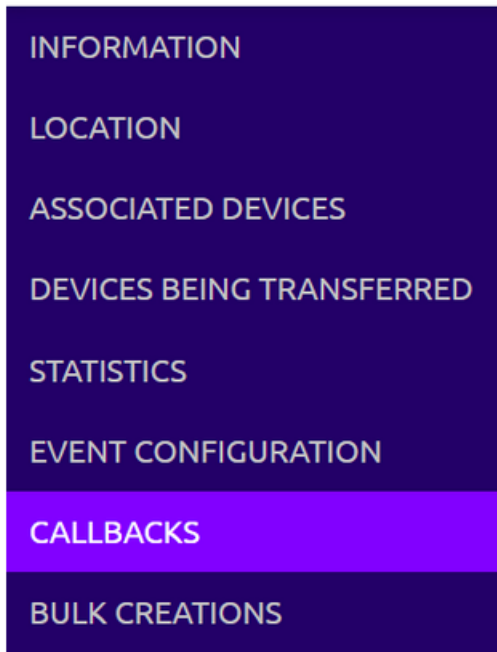 INFORMATION
LOCATION
ASSOCIATED DEVICES
DEVICES BEING TRANSFERRED
STATISTICS
EVENT CONFIGURATION
CALLBACKS
BULK CREATIONS